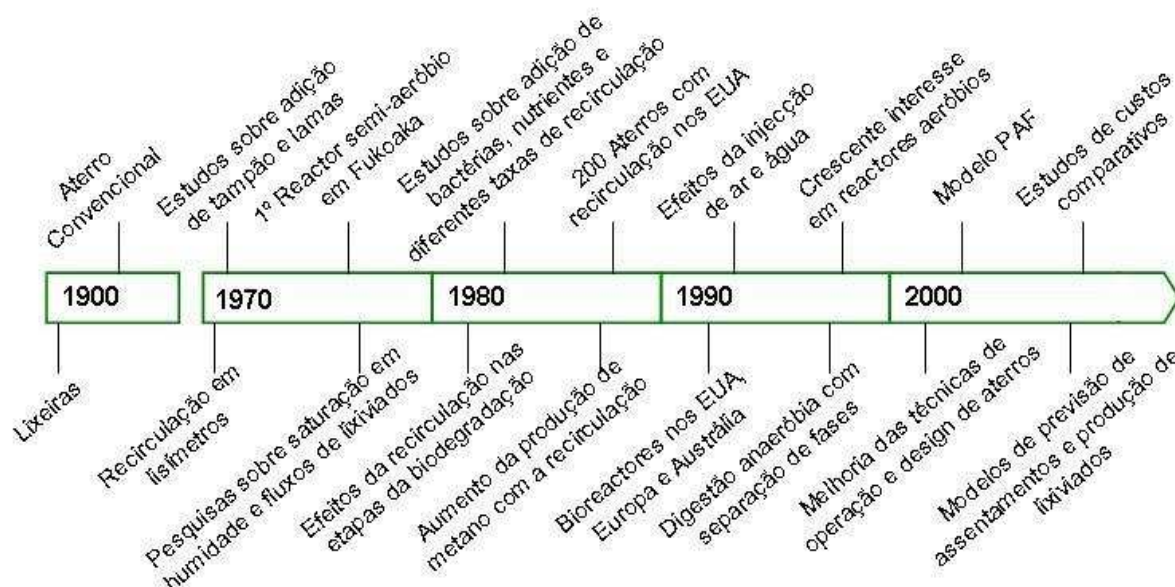 Aterro
Convencional
Estudos sobre adição
de tampão e lamas
1º Reactor semi-aeróbio
em Fukoaka
Estudos sobre adição de
bactérias, nutrientes e
diferentes taxas de recirculação
200 Aterros com
recirculação nos EUA
Efeitos da injecção
de ar e água
Crescente interesse
em reactores aeróbios
Modelo PAF
Estudos de custos
comparativos
1900
1970
1980
1990
2000
Lixeiras
Recirculação em
lisímetros
Pesquisas sobre saturação em
humidade e fluxos de lixiviados
Efeitos da recirculação nas
etapas da biodegradação
Aumento da produção de
metano com a recirculação
Bioreactores nos EUA,
Europa e Austrália
Digestão anaeróbia com
separação de fases
Melhoria das técnicas de
operação e design de aterros
Modelos de previsão de
assentamentos e produção de
lixiviados